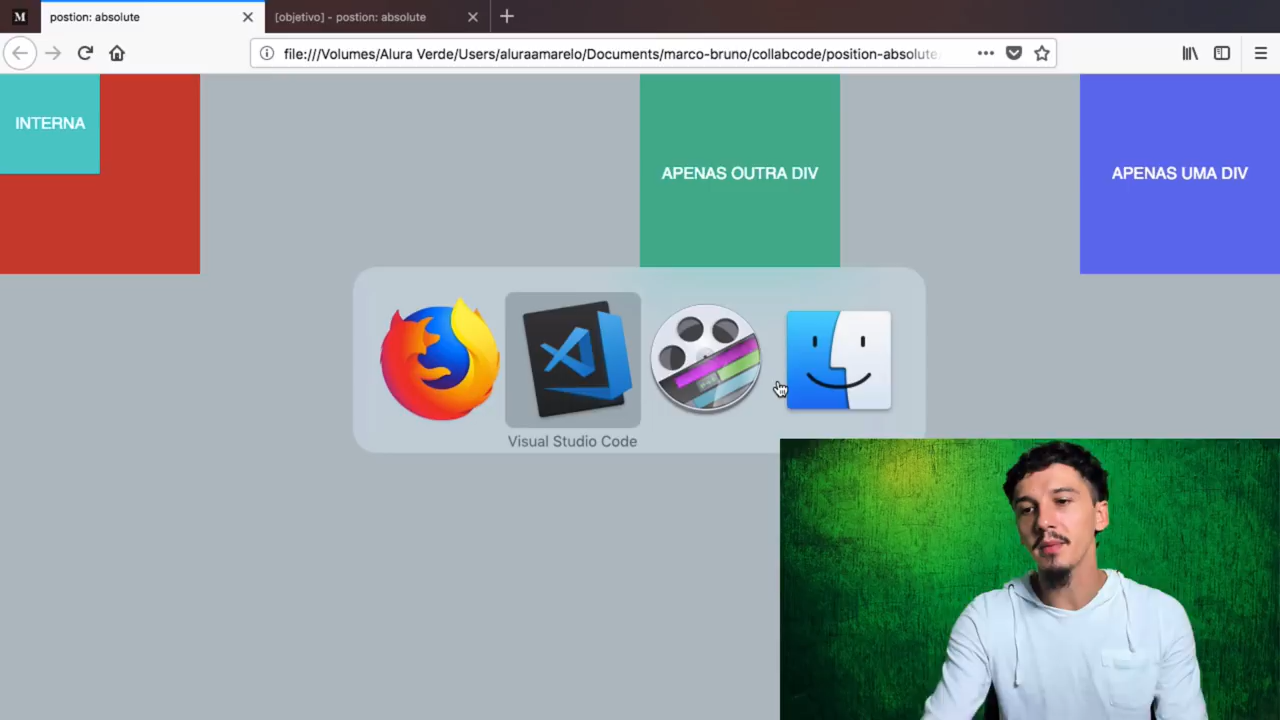 M
postion: absolute
[objetivo] - postion: absolute
file:///Volumes/Alura Verde/Users/aluraamarelo/Documents/marco-bruno/collabcode/position-absolute.
INTERNA
APENAS OUTRA DIV
APENAS UMA DIV
Visual Studio Code